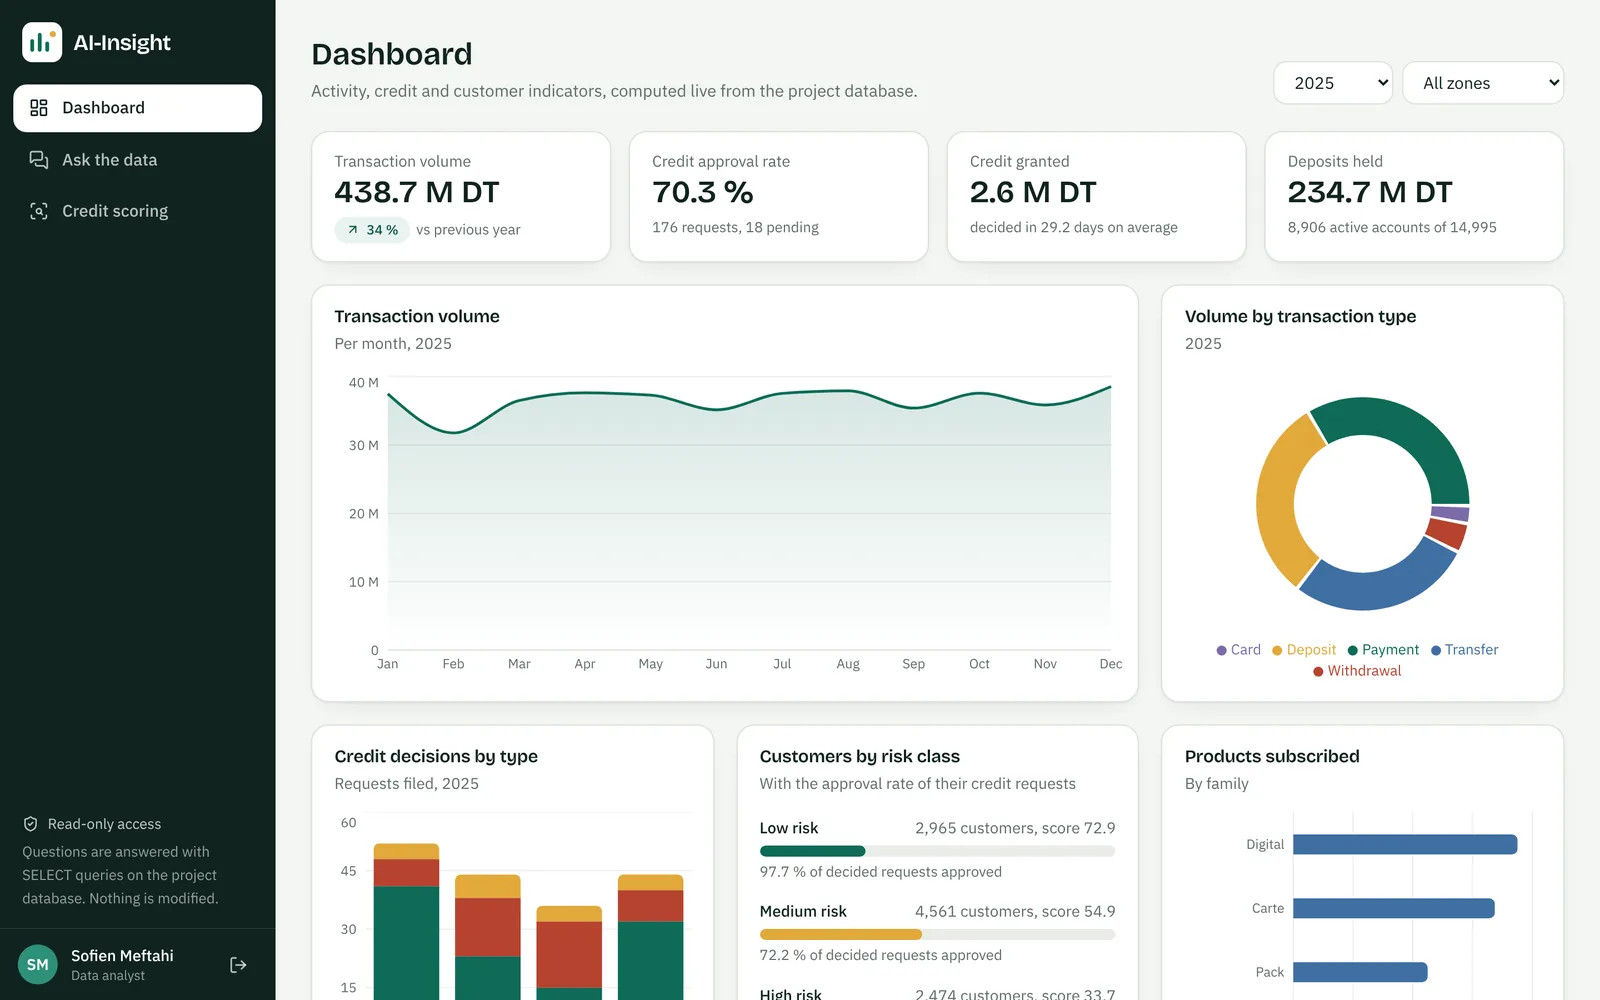 AI-Insight
Dashboard
Ask the data
Credit scoring
Read-only access
Questions are answered with
SELECT queries on the project
database. Nothing is modified.
SM
Sofien Meftahi
Data analyst
Dashboard
Activity, credit and customer indicators, computed live from the project database.
2025
All zones
Transaction volume
438.7 M DT
34 % vs previous year
Credit approval rate
70.3 %
176 requests, 18 pending
Credit granted
2.6 M DT
decided in 29.2 days on average
Deposits held
234.7 M DT
8,906 active accounts of 14,995
Transaction volume
Per month, 2025
40 M
30 M
20 M
10 M
0
Jan Feb Mar Apr May Jun Jul Aug Sep Oct Nov Dec
Volume by transaction type
2025
Card Deposit Payment Transfer
Withdrawal
Credit decisions by type
Requests filed, 2025
60
45
30
15
Customers by risk class
With the approval rate of their credit requests
Low risk 2,965 customers, score 72.9
97.7 % of decided requests approved
Medium risk 4,561 customers, score 54.9
72.2 % of decided requests approved
High risk 2,474 customers, score 33.7
Products subscribed
By family
Digital
Carte
Pack